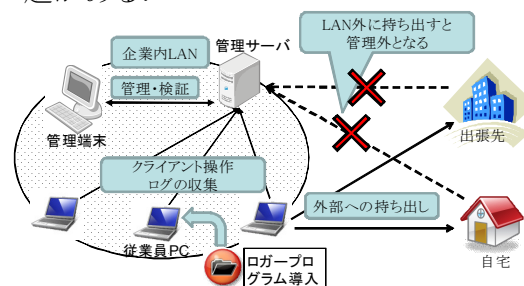 LAN外に持ち出すと
管理外となる
企業内LAN
管理サーバ
管理・検証
管理端末
出張先
クライアント操作
ログの収集
外部への持ち出し
従業員PC
ロガープロ
グラム導入
自宅